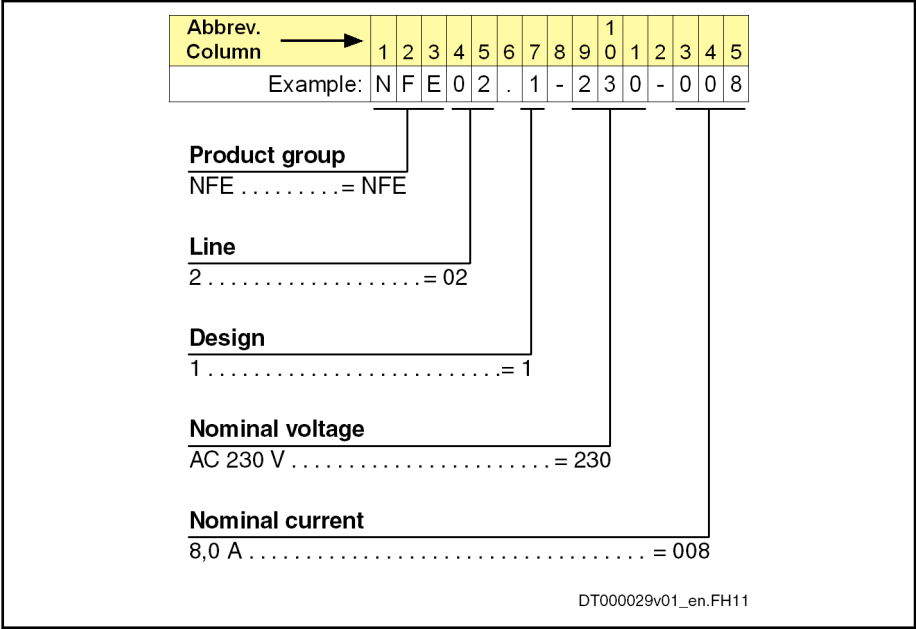 Abbrev.
Column 1 2 3 4 5 6 7 8 9 10 1 2 3 4 5
Example: N F E 0 2 . 1 - 2 3 0 - 0 0 8
Product group
NFE . . . . . . . . . = NFE
Line
2 . . . . . . . . . . . . . . . . . . . = 02
Design
1 . . . . . . . . . . . . . . . . . . . . . . . . . . = 1
Nominal voltage
AC 230 V . . . . . . . . . . . . . . . . . . . . . . . = 230
Nominal current
8,0 A . . . . . . . . . . . . . . . . . . . . . . . . . . . . . . . . . . . = 008
DT000029v01_en.FH11